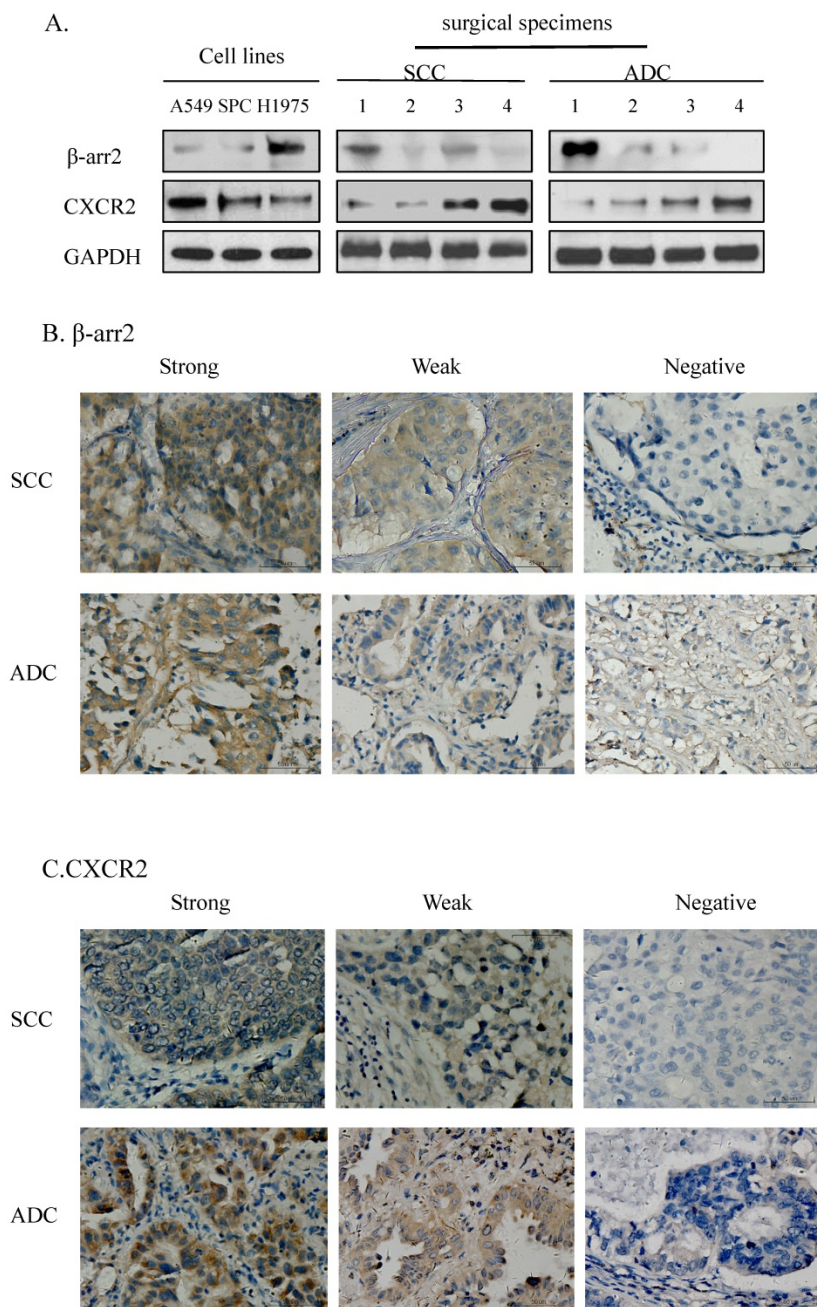 A.
surgical specimens
Cell lines
SCC
ADC
A549 SPC H1975
1 2 3 4
1 2 3 4
β-arr2
CXCR2
GAPDH
B. β-arr2
Strong Weak Negative
SCC
ADC
C.CXCR2
Strong Weak Negative
SCC
ADC